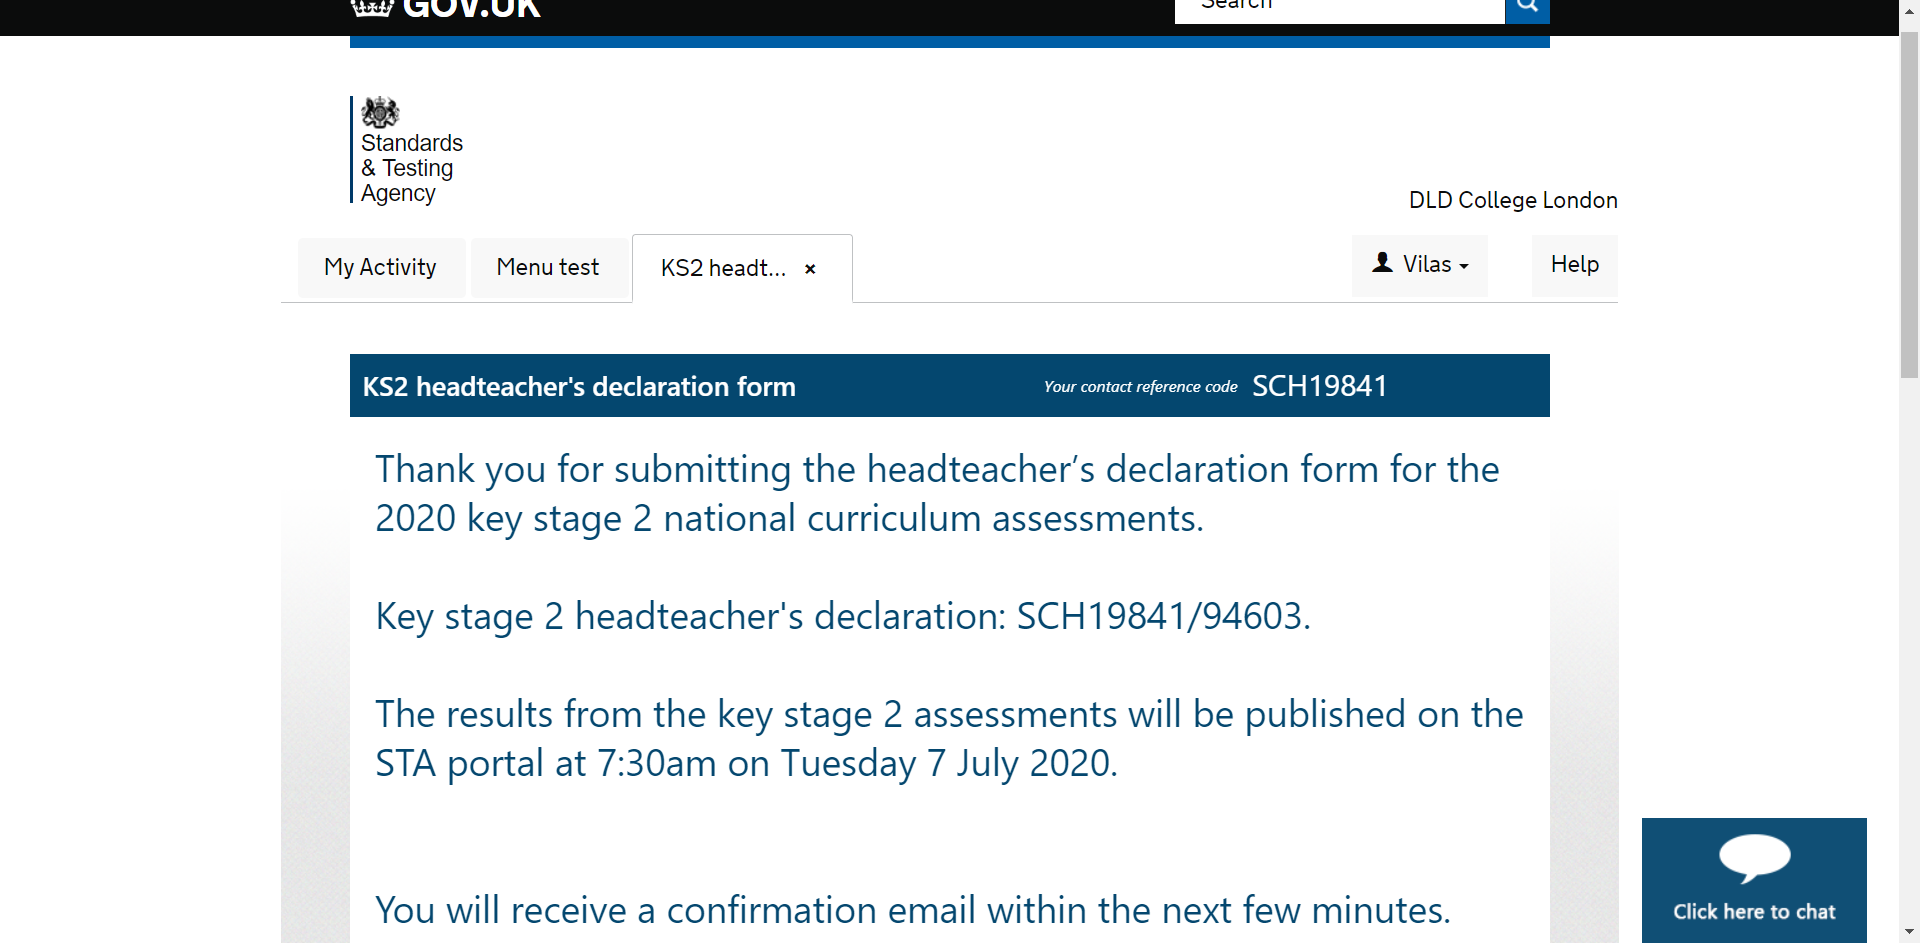 GOV.UK
Search
Standards
& Testing
Agency
DLD College London
My Activity
Menu test
KS2 headt... ×
Vilas
Help
KS2 headteacher's declaration form
Your contact reference code SCH19841
Thank you for submitting the headteacher’s declaration form for the
2020 key stage 2 national curriculum assessments.
Key stage 2 headteacher's declaration: SCH19841/94603.
The results from the key stage 2 assessments will be published on the
STA portal at 7:30am on Tuesday 7 July 2020.
You will receive a confirmation email within the next few minutes.
Click here to chat